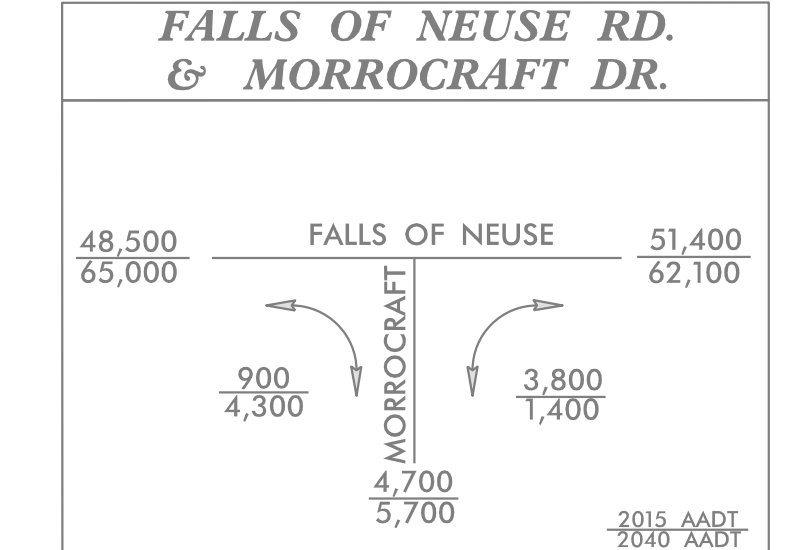 FALLS OF NEUSE RD.
& MORROCRAFT DR.
FALLS OF NEUSE
48,500
65,000
51,400
62,100
MORROCRAFT
900
4,300
3,800
1,400
4,700
5,700
2015 AADT
2040 AADT